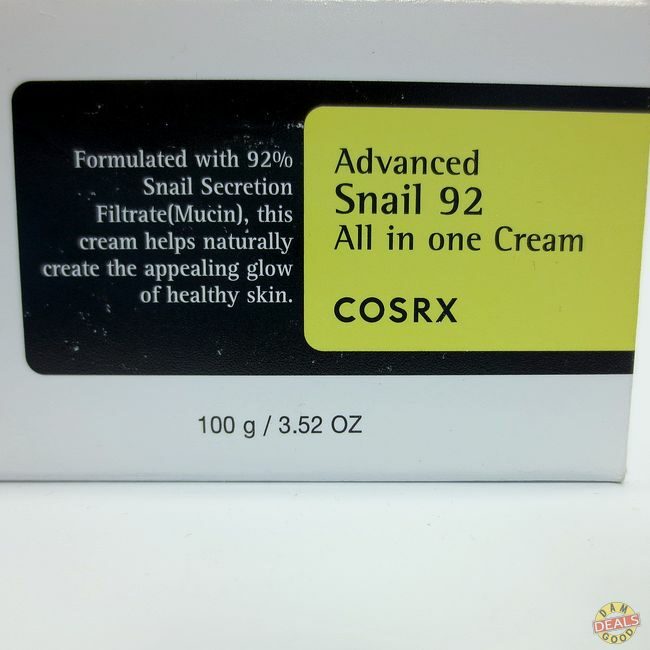 Formulated with 92%
Snail Secretion
Filtrate(Mucin), this
cream helps naturally
create the appealing glow
of healthy skin.
Advanced
Snail 92
All in one Cream
COSRX
100 g / 3.52 OZ
DAM
DEALS
GOOD